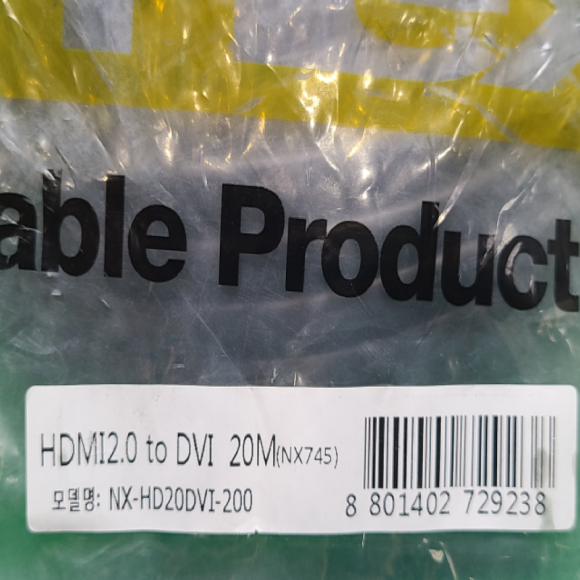 able Product
HDMI2.0 to DVI 20M(NX745)
모델명: NX-HD20DVI-200
8 801402 729238